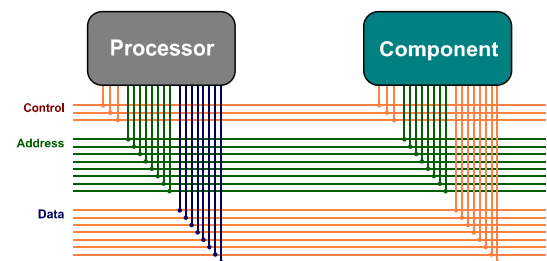 Processor
Component
Control
Address
Data